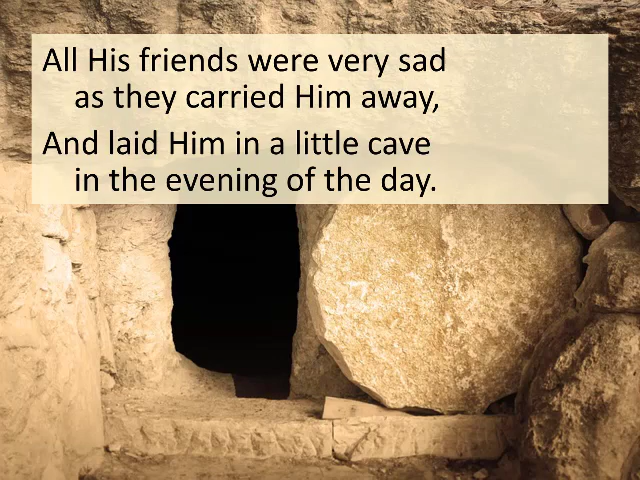 All His friends were very sad
as they carried Him away,
And laid Him in a little cave
in the evening of the day.